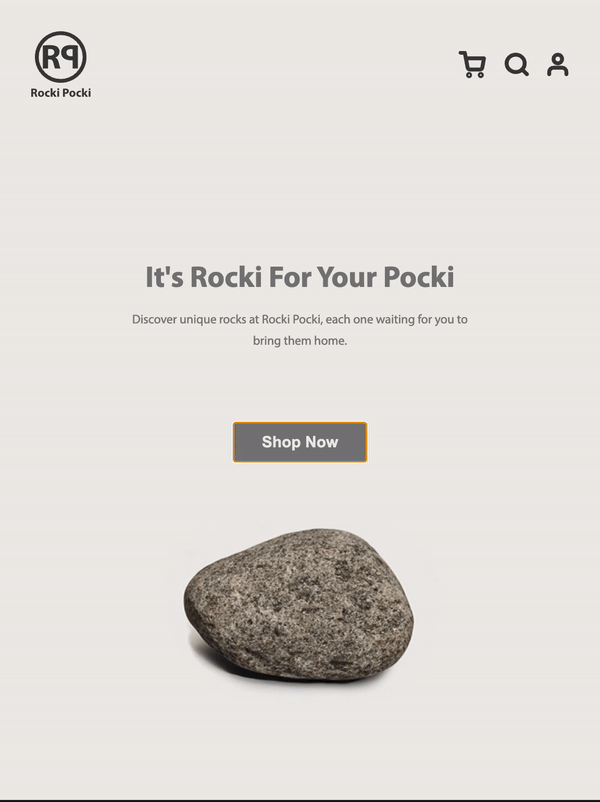 RP
Rocki Pocki
It's Rocki For Your Pocki
Discover unique rocks at Rocki Pocki, each one waiting for you to
bring them home.
Shop Now